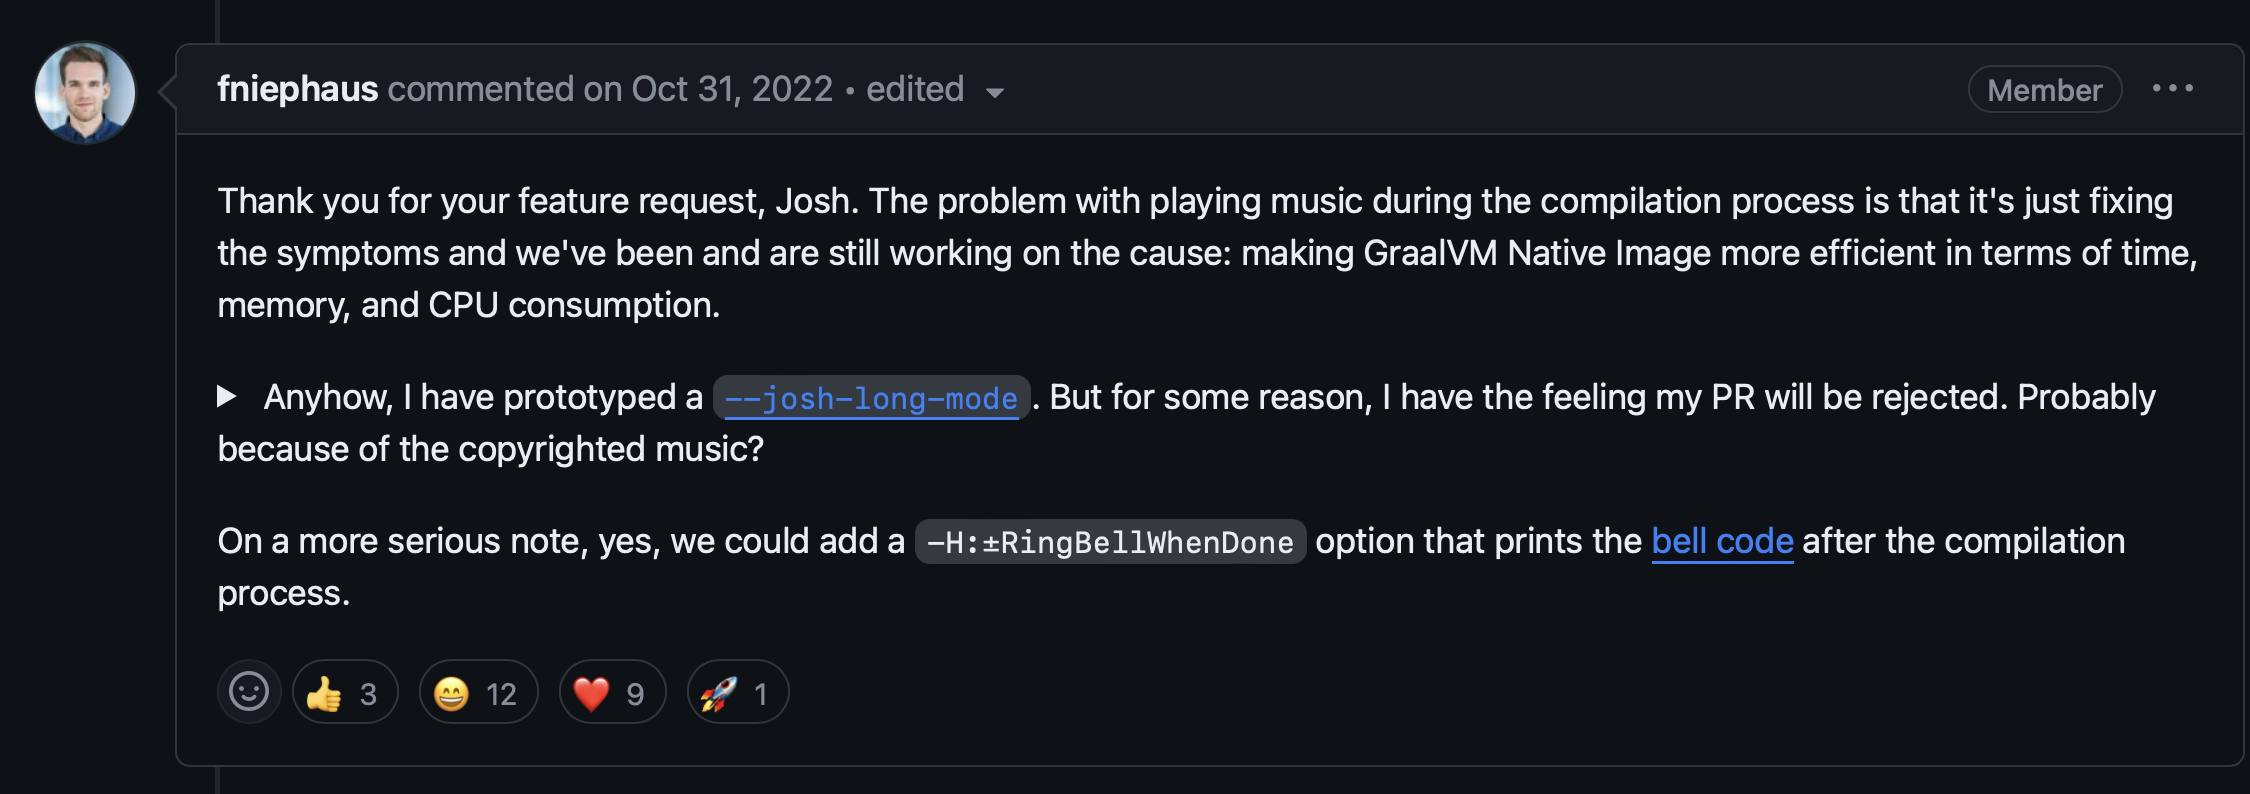 fniephaus commented on Oct 31, 2022 • edited
Member
Thank you for your feature request, Josh. The problem with playing music during the compilation process is that it's just fixing
the symptoms and we've been and are still working on the cause: making GraalVM Native Image more efficient in terms of time,
memory, and CPU consumption.
Anyhow, I have prototyped a --josh-long-mode. But for some reason, I have the feeling my PR will be rejected. Probably
because of the copyrighted music?
On a more serious note, yes, we could add a -H:±RingBellWhenDone option that prints the bell code after the compilation
process.
3 12 9 1